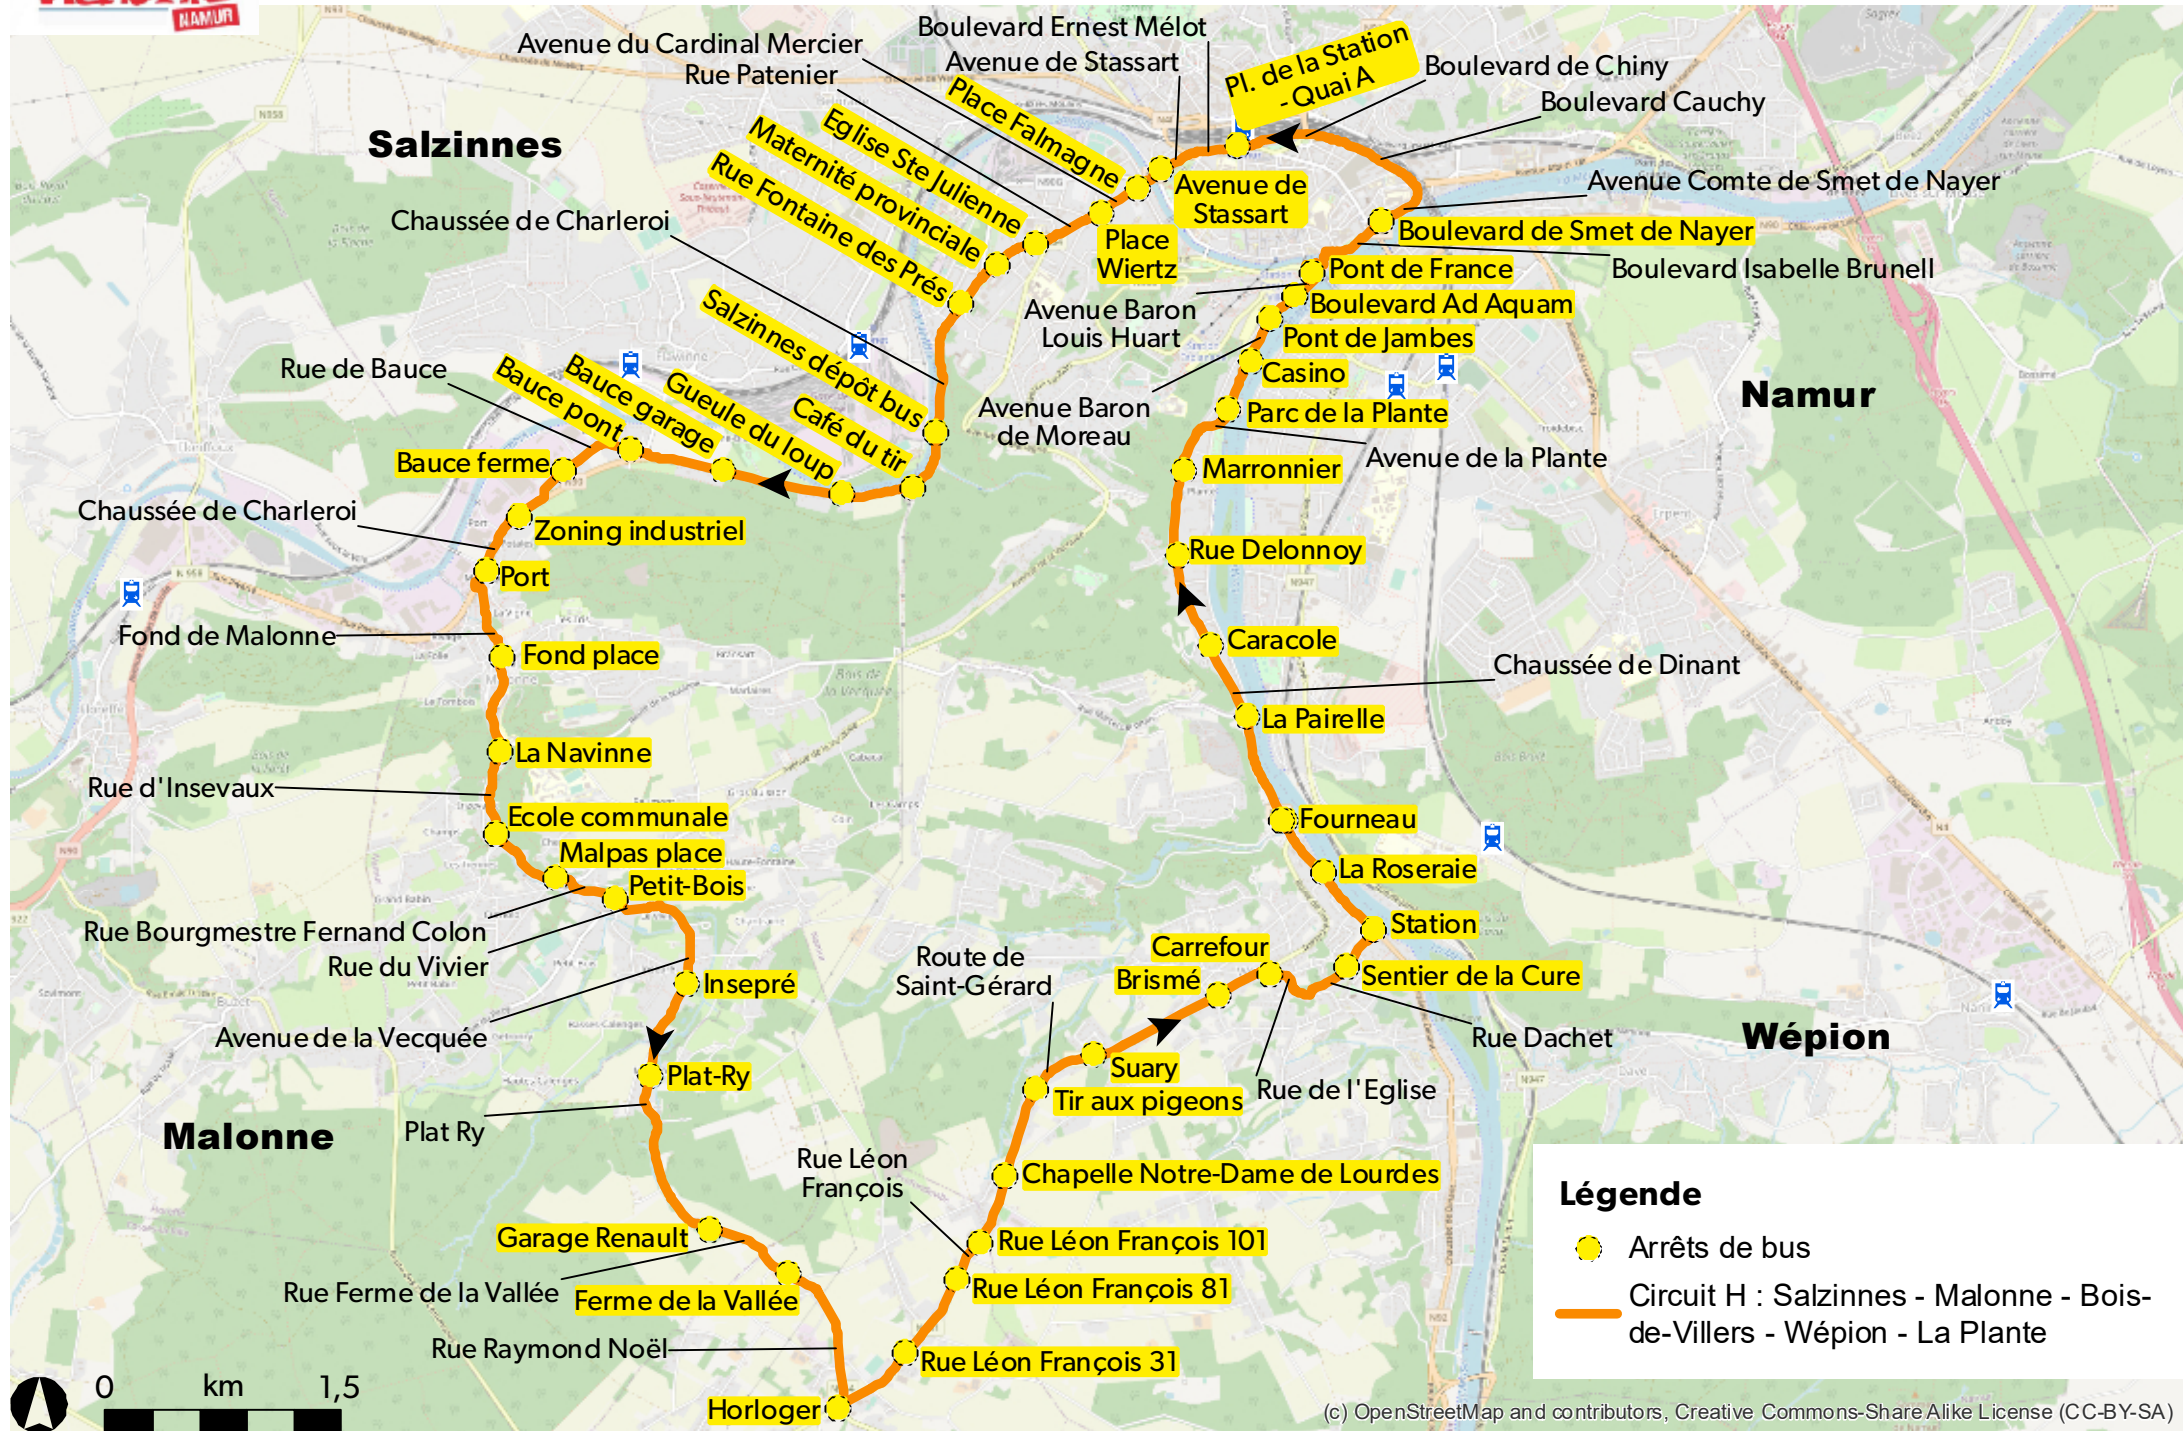 NAMUR
Boulevard Ernest Mélot
Avenue du Cardinal Mercier
Avenue de Stassart
Rue Patenier
Pl. de la Station
- Quai A
Boulevard de Chiny
Boulevard Cauchy
Salzinnes
Place Falmagne
Eglise Ste Julienne
Maternité provinciale
Rue Fontaine des Prés
Avenue de
Stassart
Avenue Comte de Smet de Nayer
Chaussée de Charleroi
Place
Wiertz
Boulevard de Smet de Nayer
Pont de France
Boulevard Isabelle Brunell
Avenue Baron
Louis Huart
Boulevard Ad Aquam
Pont de Jambes
Salzinnes dépôt bus
Rue de Bauce
Bauce pont
Bauce garage
Gueule du loup
Café du tir
Casino
Namur
Avenue Baron
de Moreau
Parc de la Plante
Avenue de la Plante
Bauce ferme
Marronnier
Chaussée de Charleroi
Zoning industriel
Port
Rue Delonnoy
Fond de Malonne
Fond place
Caracole
Chaussée de Dinant
La Pairelle
La Navinne
Rue d'Insevaux
Ecole communale
Fourneau
Malpas place
Petit-Bois
La Roseraie
Rue Bourgmestre Fernand Colon
Rue du Vivier
Station
Carrefour
Route de
Saint-Gérard
Brismé
Sentier de la Cure
Insepré
Avenue de la Vecquée
Rue Dachet
Wépion
Plat-Ry
Suary
Tir aux pigeons
Rue de l'Eglise
Plat Ry
Malonne
Rue Léon
François
Chapelle Notre-Dame de Lourdes
Garage Renault
Rue Léon François 101
Rue Ferme de la Vallée
Ferme de la Vallée
Rue Léon François 81
Rue Raymond Noël
Rue Léon François 31
Horloger
Légende
Arrêts de bus
Circuit H : Salzinnes - Malonne - Bois-
de-Villers - Wépion - La Plante
0 km 1,5
(c) OpenStreetMap and contributors, Creative Commons-Share Alike License (CC-BY-SA)